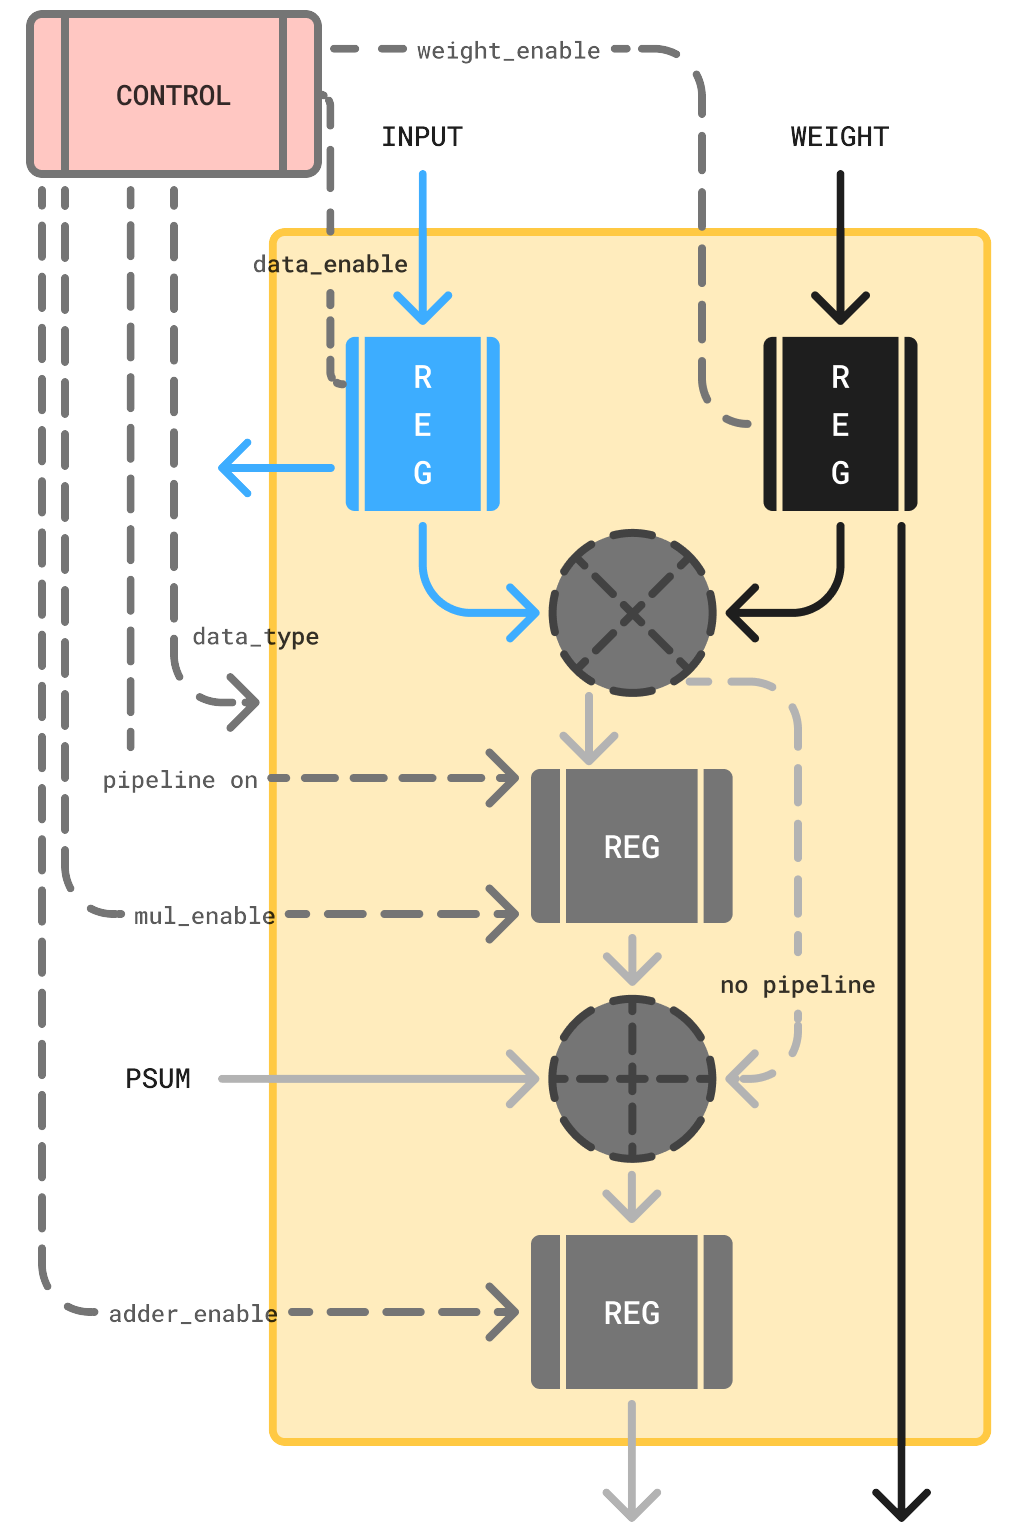 weight_enable
CONTROL
INPUT
WEIGHT
data_enable
R
E
G
R
E
G
data_type
pipeline on
REG
mul_enable
no pipeline
PSUM
REG
adder_enable